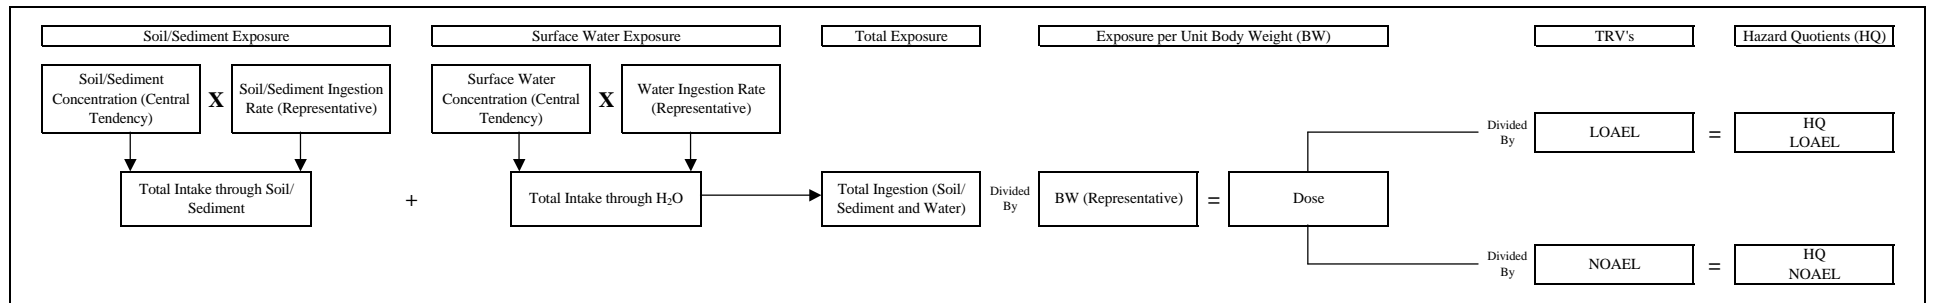 Soil/Sediment Exposure
Surface Water Exposure
Total Exposure
Exposure per Unit Body Weight (BW)
TRV's
Hazard Quotients (HQ)
Soil/Sediment
Concentration (Central
Tendency)
X
Soil/Sediment Ingestion
Rate (Representative)
Surface Water
Concentration (Central
Tendency)
X
Water Ingestion Rate
(Representative)
Total Intake through Soil/
Sediment
+
Total Intake through H₂O
Total Ingestion (Soil/
Sediment and Water)
Divided
By
BW (Representative)
=
Dose
Divided
By
LOAEL
=
HQ
LOAEL
Divided
By
NOAEL
=
HQ
NOAEL